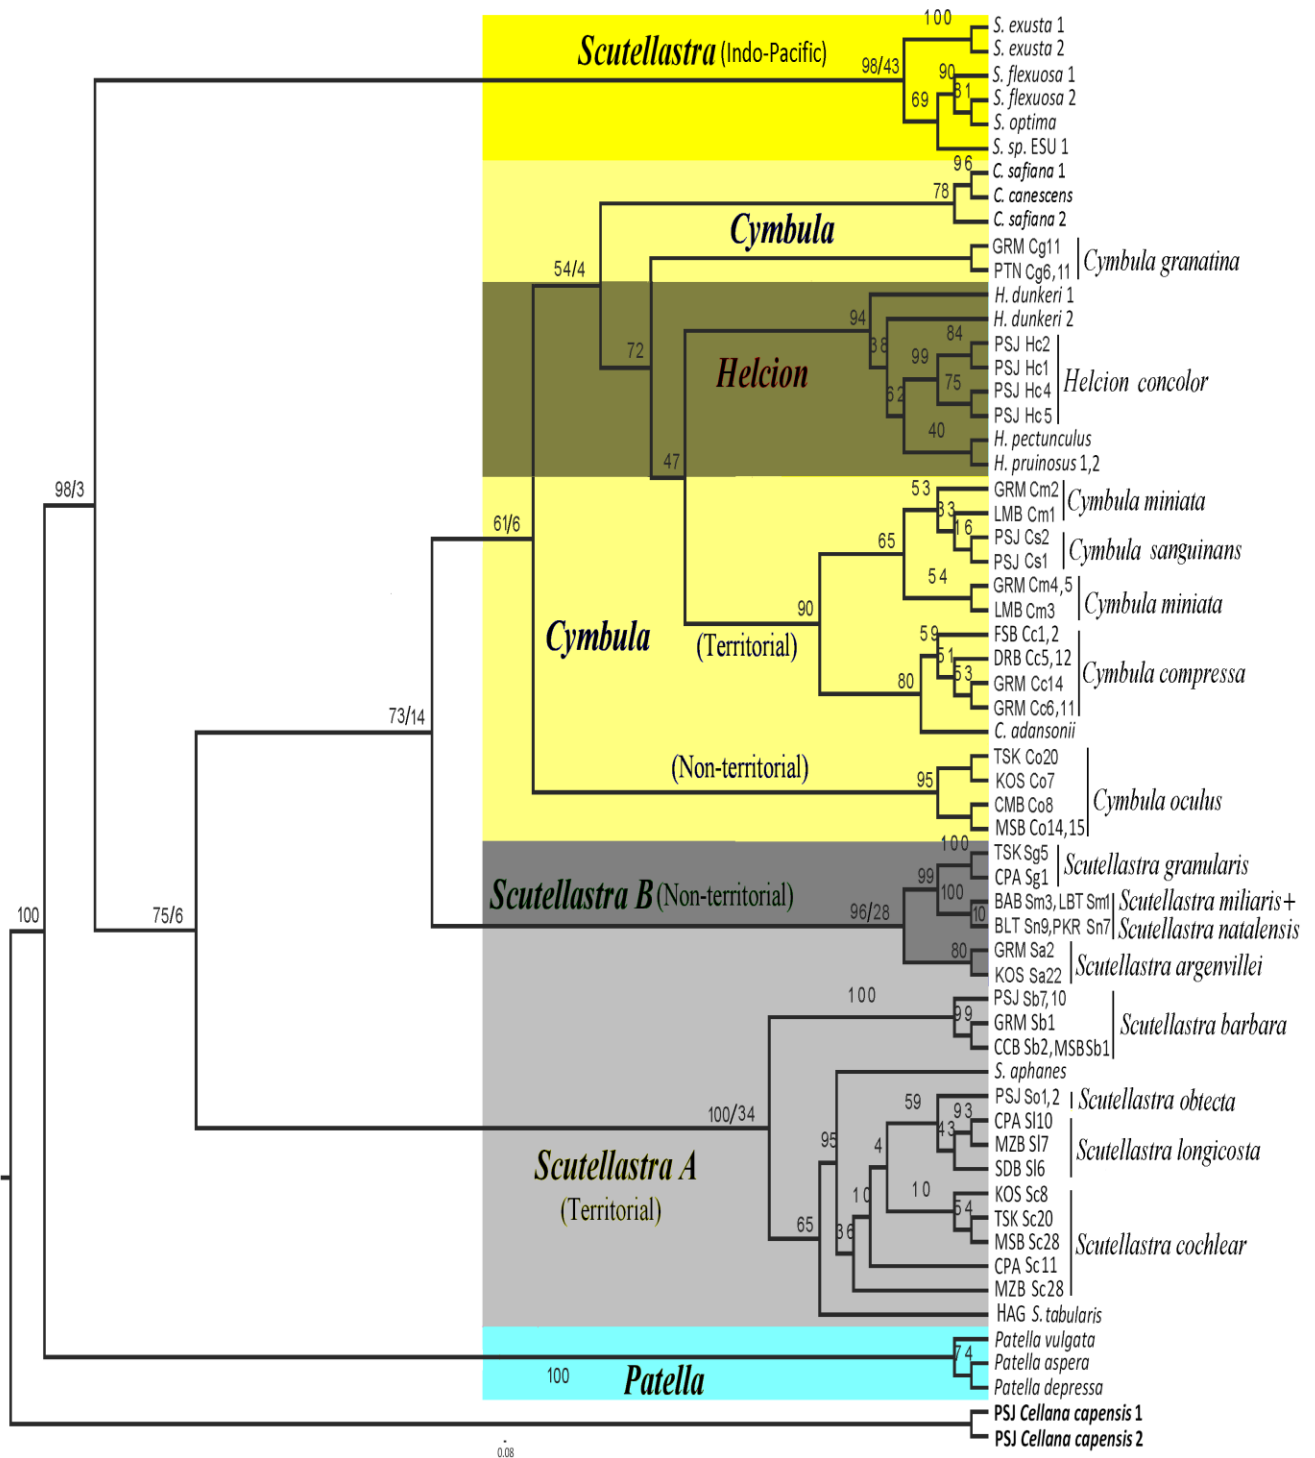 100
S. exusta 1
Scutellastra (Indo-Pacific)
S. exusta 2
98/43
90
S. flexuosa 1
69
81
S. flexuosa 2
S. optima
S. sp. ESU 1
96
C. safiana 1
78
C. canescens
C. safiana 2
Cymbula
GRM Cg11
Cymbula granatina
54/4
PTN Cg6,11
H. dunkeri 1
94
H. dunkeri 2
84
38
PSJ Hc2
72
99
PSJ Hc1
Helcion
75
Helcion concolor
62
PSJ Hc4
PSJ Hc5
40
H. pectunculus
47
H. pruinosus 1,2
98/3
53
GRM Cm2
Cymbula miniata
33
LMB Cm1
61/6
16
PSJ Cs2
65
Cymbula sanguinans
PSJ Cs1
54
GRM Cm4,5
90
Cymbula miniata
LMB Cm3
Cymbula
59
FSB Cc1,2
(Territorial)
51
DRB Cc5,12
53
Cymbula compressa
80
GRM Cc14
GRM Cc6,11
73/14
C. adansonii
TSK Co20
(Non-territorial)
95
KOS Co7
CMB Co8
Cymbula oculus
MSB Co14,15
100
TSK Sg5
Scutellastra granularis
99
CPA Sg1
Scutellastra B (Non-territorial)
100
BAB Sm3, LBT Sm1
Scutellastra miliaris+
100
75/6
96/28
10
BLT Sn9,PKR Sn7
Scutellastra natalensis
80
GRM Sa2
Scutellastra argenvillei
KOS Sa22
100
PSJ Sb7,10
99
GRM Sb1
Scutellastra barbara
CCB Sb2,MSBSb1
S. aphanes
59
PSJ So1,2
Scutellastra obtecta
100/34
93
CPA Sl10
43
95
4
MZB Sl7
Scutellastra longicosta
Scutellastra A
SDB Sl6
(Territorial)
10
10
KOS Sc8
54
65
36
TSK Sc20
MSB Sc28
Scutellastra cochlear
CPA Sc11
MZB Sc28
HAG S. tabularis
Patella vulgata
74
Patella aspera
100
Patella
Patella depressa
PSJ Cellana capensis 1
PSJ Cellana capensis 2
0.08